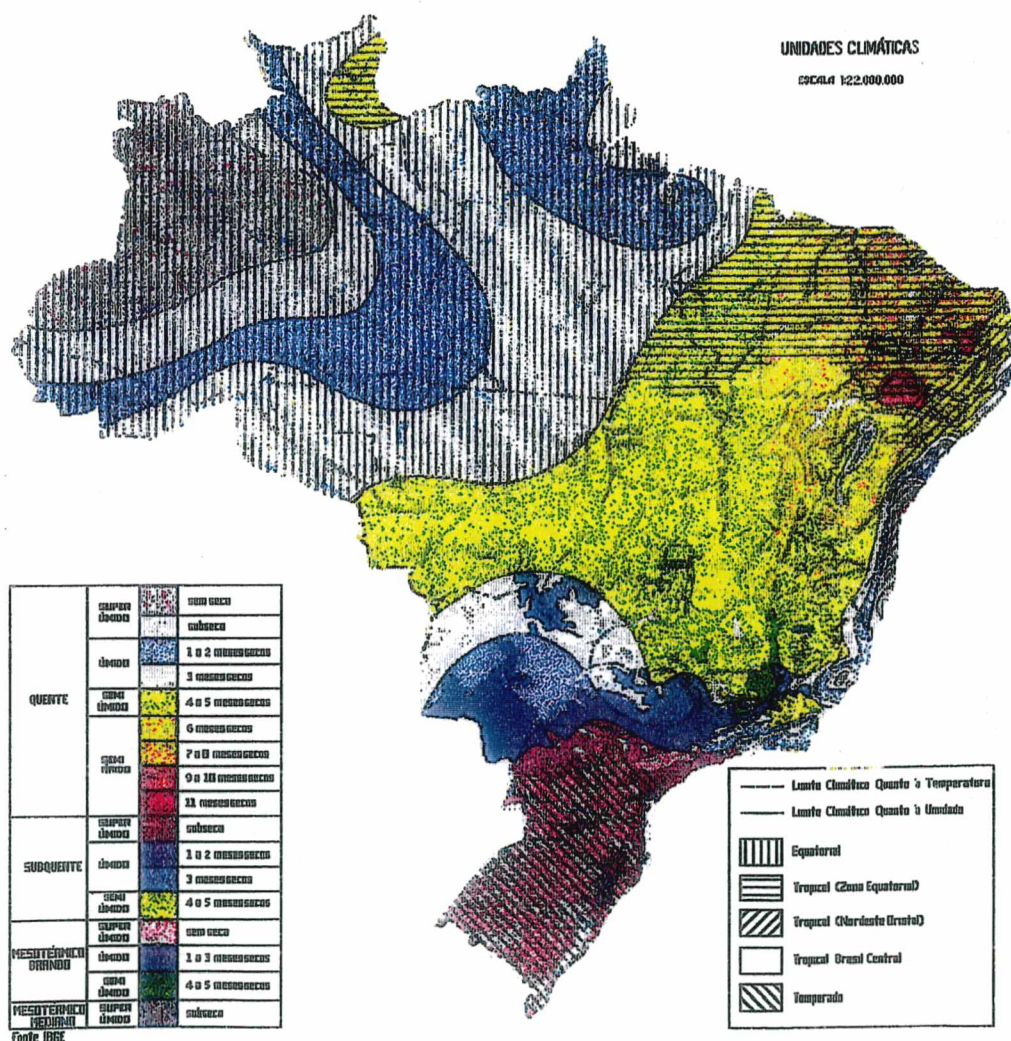 UNIDADES CLIMÁTICAS
ESCALA 1:22.000.000
QUENTE
SUPER ÚMIDO
sem seca
subseca
ÚMIDO
1 a 2 meses secos
3 meses secos
SEMI ÚMIDO
4 a 5 meses secos
SEMI ÁRIDO
6 meses secos
7 a 8 meses secos
9 a 10 meses secos
11 meses secos
SUBQUENTE
SUPER ÚMIDO
subseca
ÚMIDO
1 a 2 meses secos
3 meses secos
SEMI ÚMIDO
4 a 5 meses secos
MESOTÉRMICO BRANDO
SUPER ÚMIDO
sem seca
ÚMIDO
1 a 3 meses secos
SEMI ÚMIDO
4 a 5 meses secos
MESOTÉRMICO MEDIANO
SUPER ÚMIDO
subseca
Fonte IBGE
Limite Climático Quanto à Temperatura
Limite Climático Quanto à Umidade
Equatorial
Tropical (Zona Equatorial)
Tropical (Nordeste Oriental)
Tropical Brasil Central
Temperado